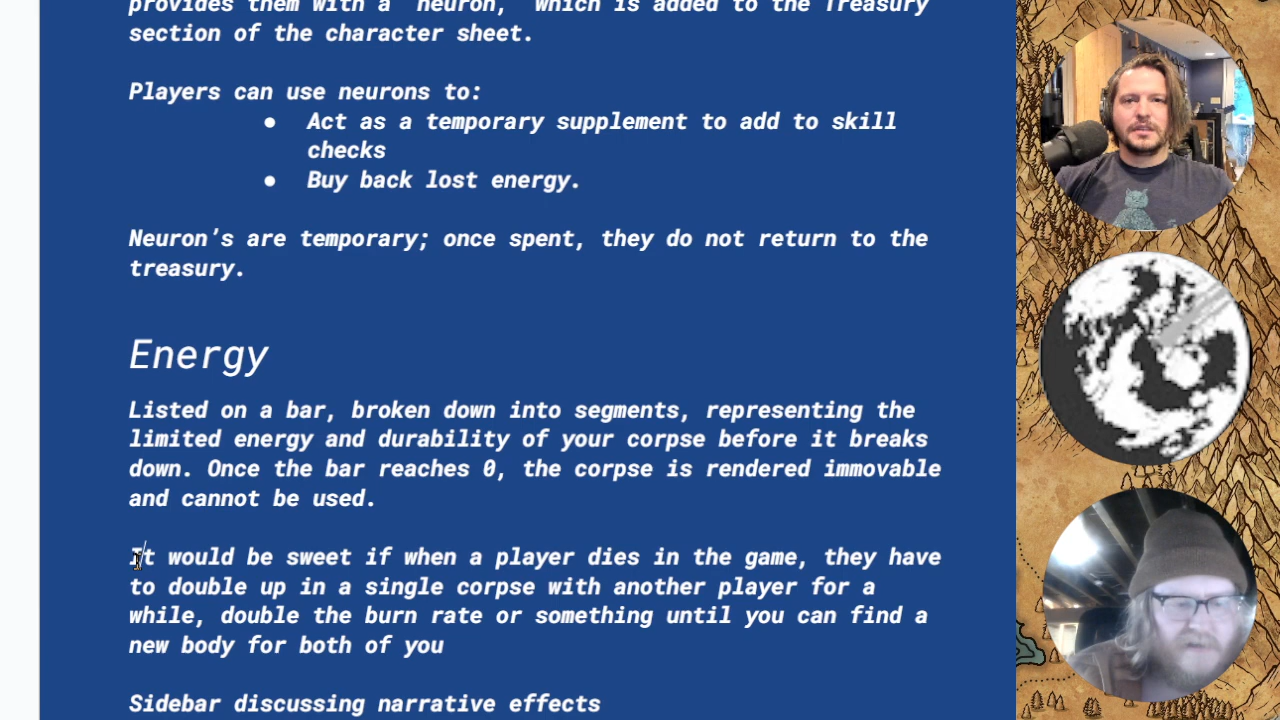 provides them with a "neuron," which is added to the Treasury
section of the character sheet.
Players can use neurons to:
● Act as a temporary supplement to add to skill
checks
● Buy back lost energy.
Neuron's are temporary; once spent, they do not return to the
treasury.
Energy
Listed on a bar, broken down into segments, representing the
limited energy and durability of your corpse before it breaks
down. Once the bar reaches 0, the corpse is rendered immovable
and cannot be used.
It would be sweet if when a player dies in the game, they have
to double up in a single corpse with another player for a
while, double the burn rate or something until you can find a
new body for both of you
Sidebar discussing narrative effects